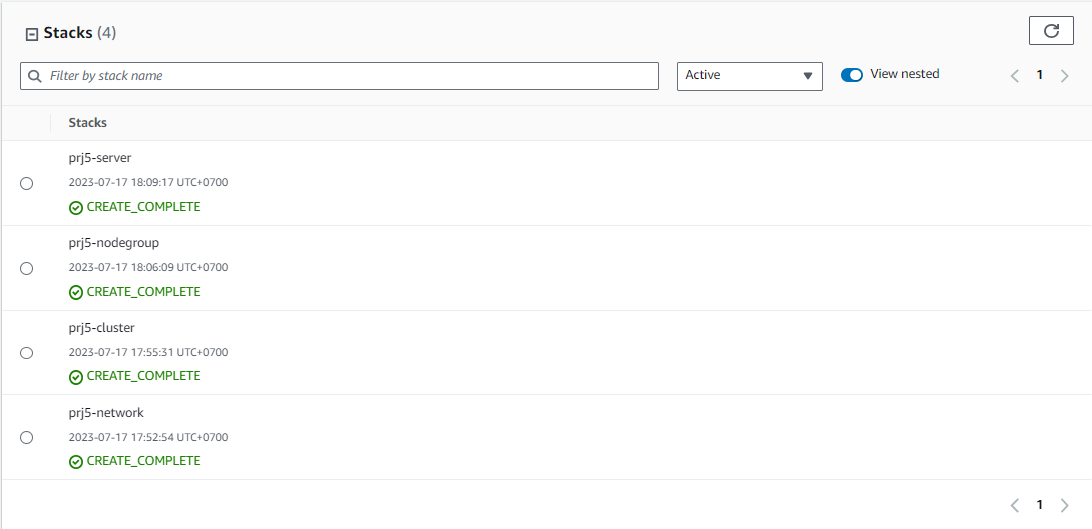 Stacks (4)
Filter by stack name
Active
View nested
1
Stacks
prj5-server
2023-07-17 18:09:17 UTC+0700
CREATE_COMPLETE
prj5-nodegroup
2023-07-17 18:06:09 UTC+0700
CREATE_COMPLETE
prj5-cluster
2023-07-17 17:55:31 UTC+0700
CREATE_COMPLETE
prj5-network
2023-07-17 17:52:54 UTC+0700
CREATE_COMPLETE
1